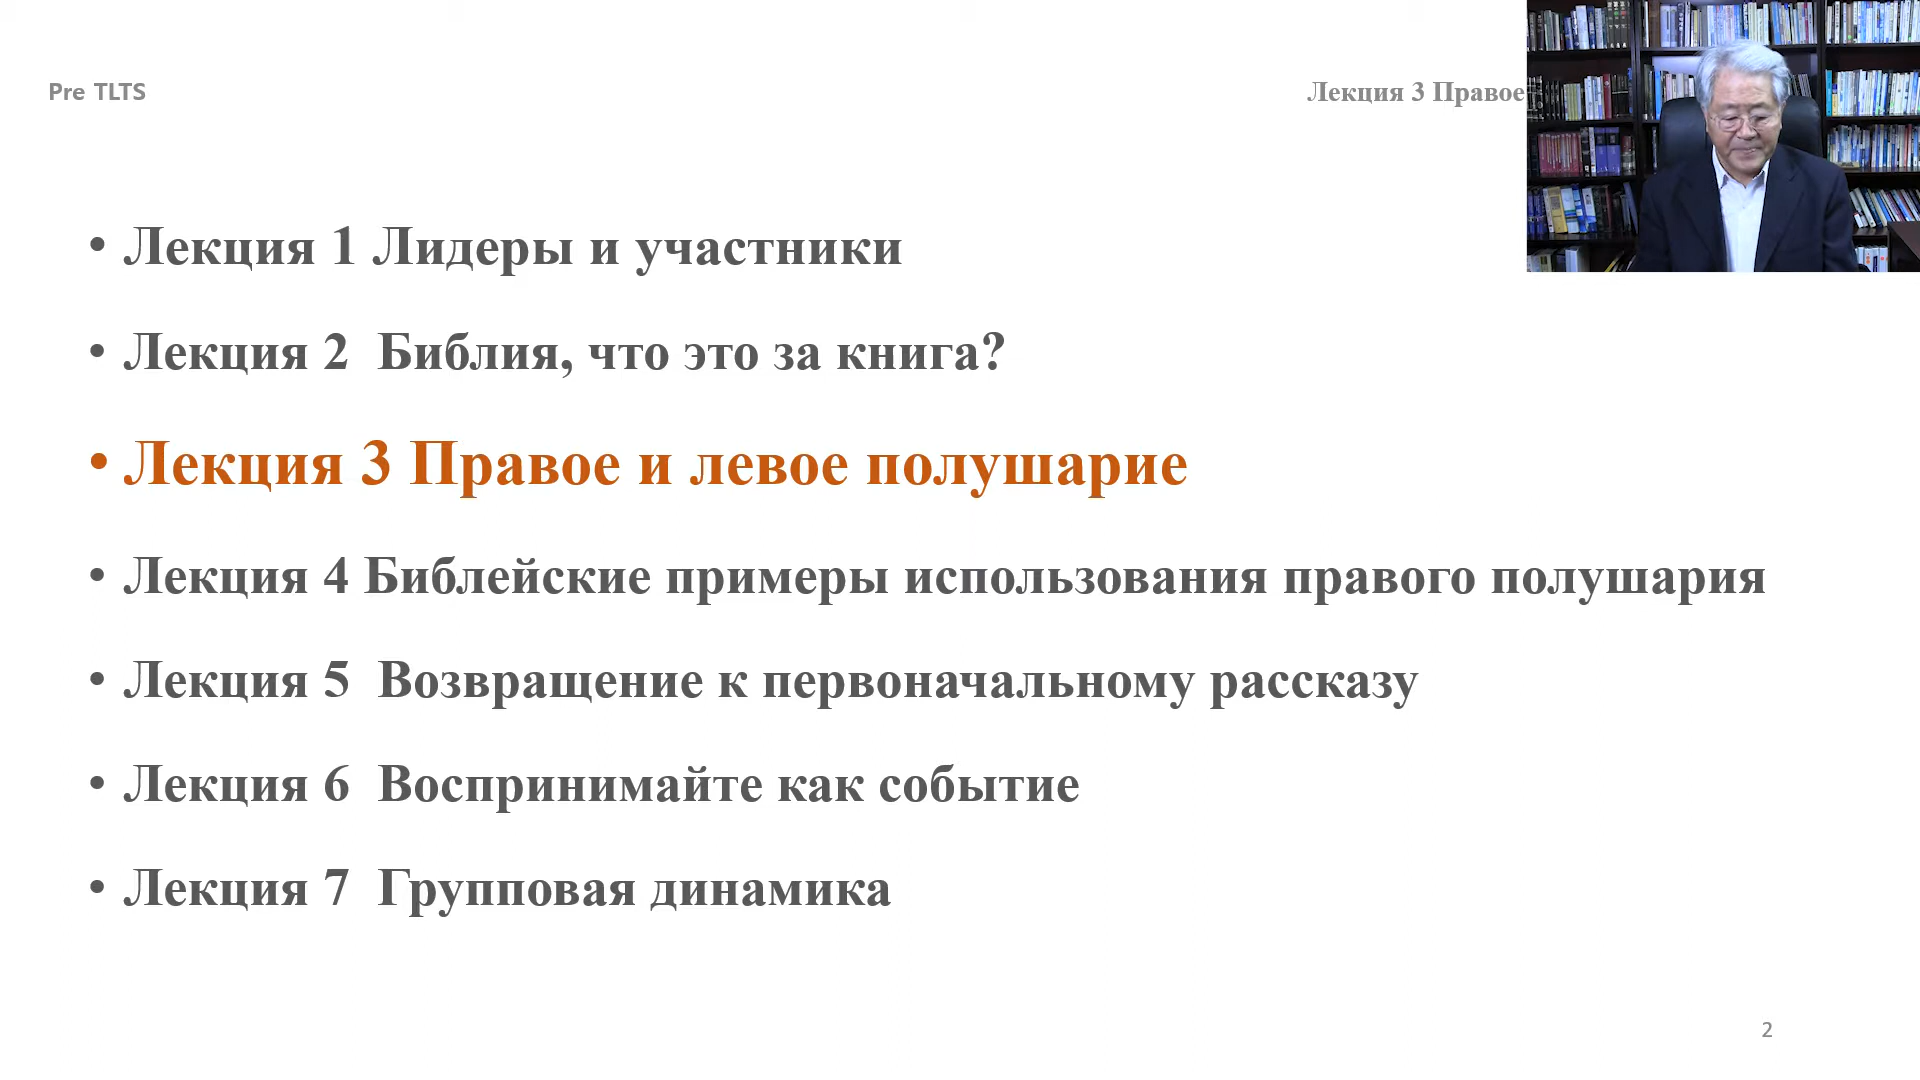 Pre TLTS
Лекция 3 Правое
• Лекция 1 Лидеры и участники
• Лекция 2  Библия, что это за книга?
• Лекция 3 Правое и левое полушарие
• Лекция 4 Библейские примеры использования правого полушария
• Лекция 5  Возвращение к первоначальному рассказу
• Лекция 6  Воспринимайте как событие
• Лекция 7  Групповая динамика
2